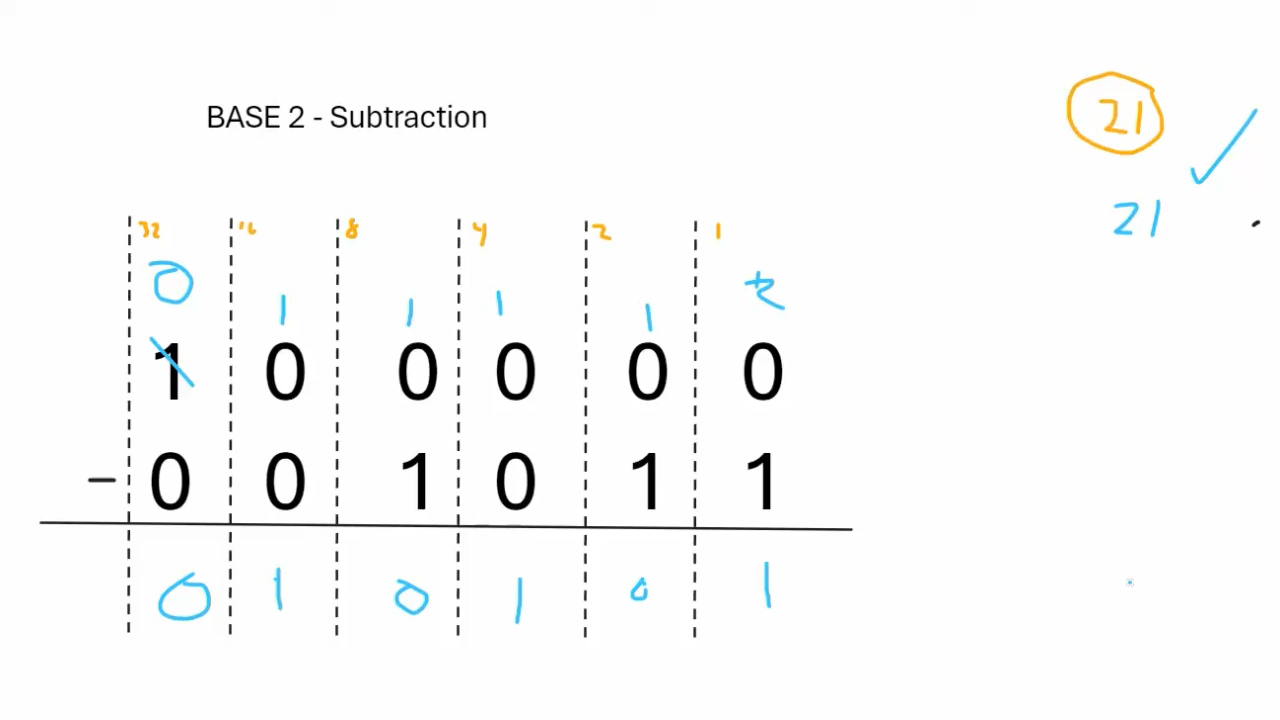 BASE 2 - Subtraction
21
21
32 16 8 4 2 1
0 1 1 1 1 2
1 0 0 0 0 0
- 0 0 1 0 1 1
0 1 0 1 0 1